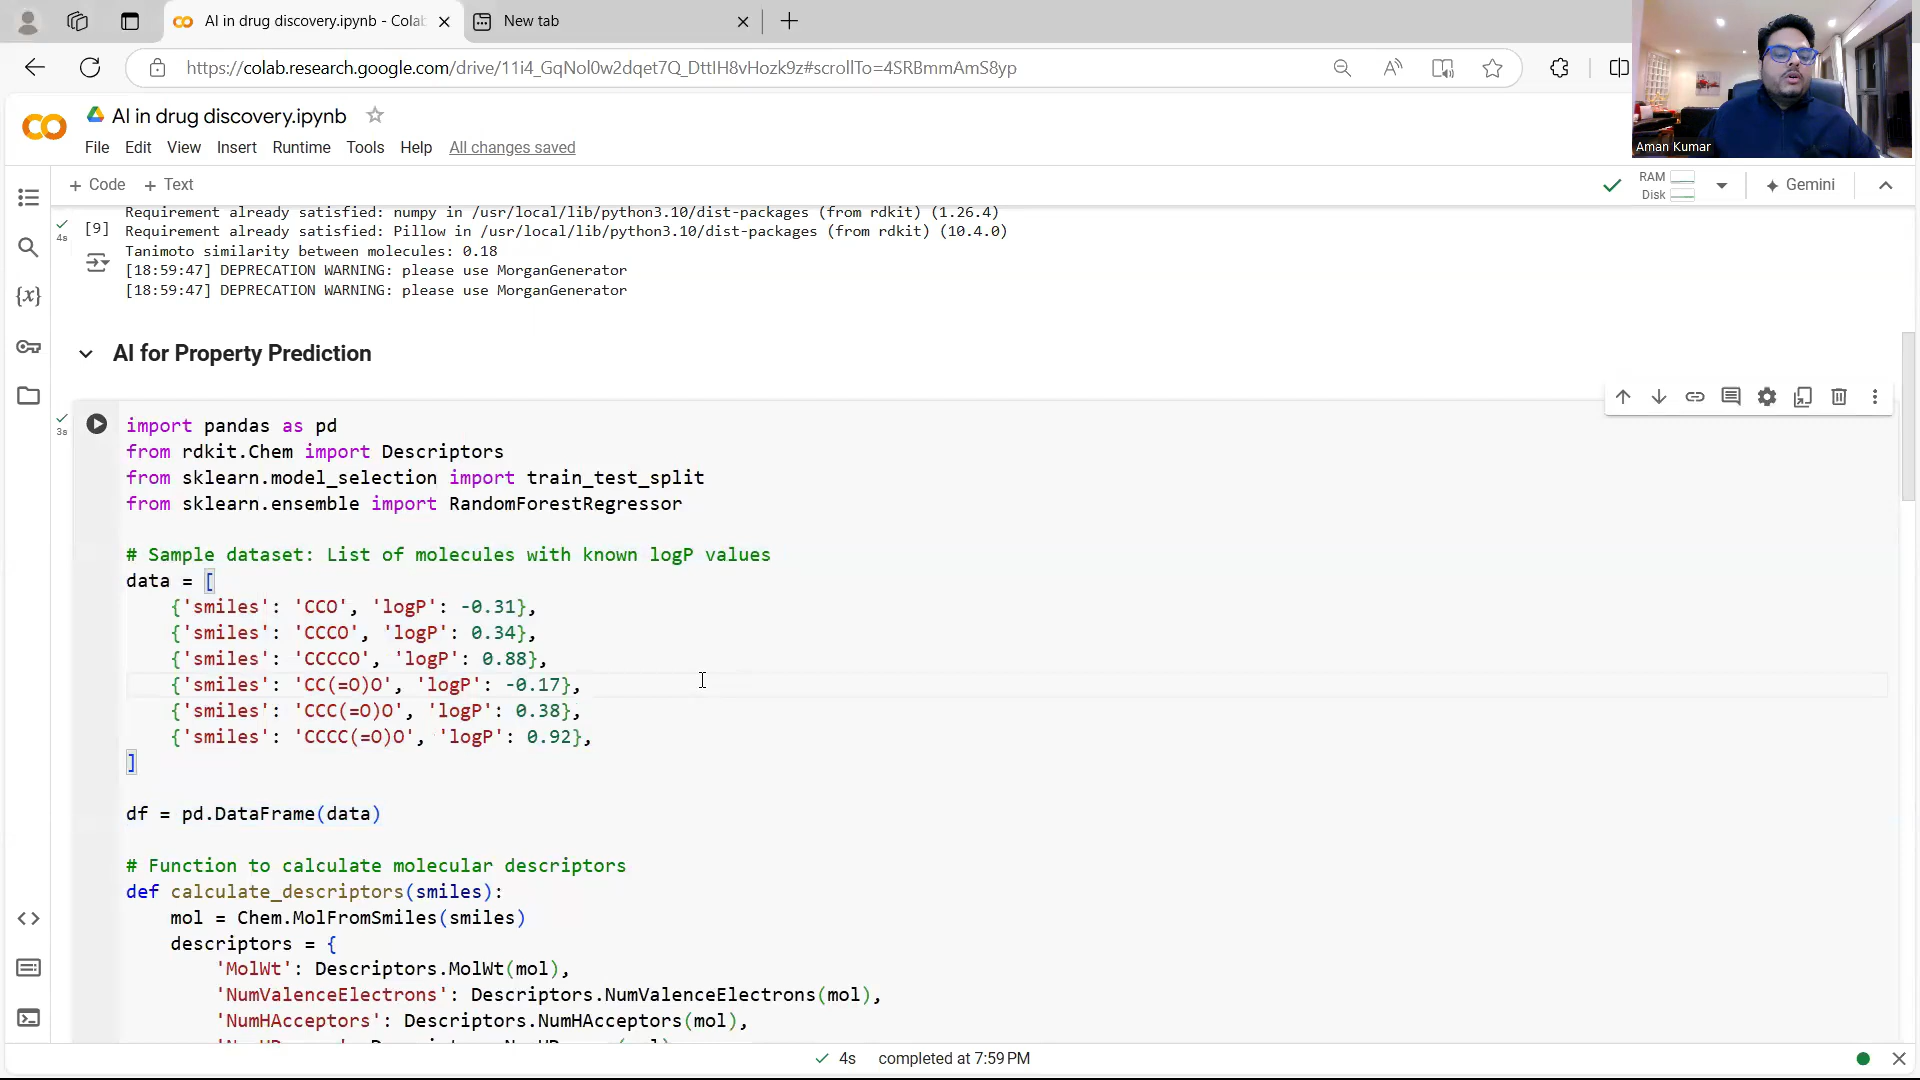 AI in drug discovery.ipynb - Cola
New tab
https://colab.research.google.com/drive/11i4_GqNol0w2dqet7Q_DttIH8vHozk9z#scrollTo=4SRBmmAmS8yp
AI in drug discovery.ipynb
File Edit View Insert Runtime Tools Help All changes saved
Aman Kumar
+ Code + Text
RAM
Disk
Gemini
Requirement already satisfied: numpy in /usr/local/lib/python3.10/dist-packages (from rdkit) (1.26.4)
[9]
4s
Requirement already satisfied: Pillow in /usr/local/lib/python3.10/dist-packages (from rdkit) (10.4.0)
Tanimoto similarity between molecules: 0.18
[18:59:47] DEPRECATION WARNING: please use MorganGenerator
[18:59:47] DEPRECATION WARNING: please use MorganGenerator
AI for Property Prediction
3s
import pandas as pd
from rdkit.Chem import Descriptors
from sklearn.model_selection import train_test_split
from sklearn.ensemble import RandomForestRegressor
# Sample dataset: List of molecules with known logP values
data = [
{'smiles': 'CCO', 'logP': -0.31},
{'smiles': 'CCCO', 'logP': 0.34},
{'smiles': 'CCCCO', 'logP': 0.88},
{'smiles': 'CC(=O)O', 'logP': -0.17},
{'smiles': 'CCC(=O)O', 'logP': 0.38},
{'smiles': 'CCCC(=O)O', 'logP': 0.92},
]
df = pd.DataFrame(data)
# Function to calculate molecular descriptors
def calculate_descriptors(smiles):
mol = Chem.MolFromSmiles(smiles)
descriptors = {
'MolWt': Descriptors.MolWt(mol),
'NumValenceElectrons': Descriptors.NumValenceElectrons(mol),
'NumHAcceptors': Descriptors.NumHAcceptors(mol),
4s completed at 7:59 PM